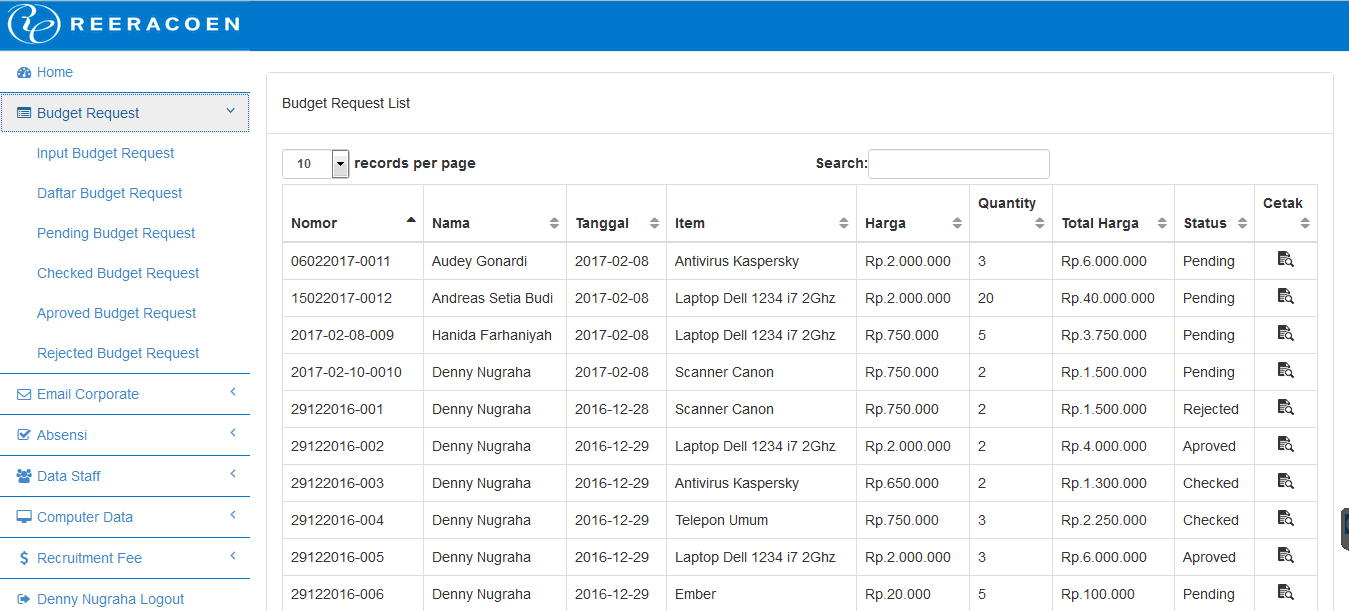 REERACOEN
Home
Budget Request
Input Budget Request
Daftar Budget Request
Pending Budget Request
Checked Budget Request
Aproved Budget Request
Rejected Budget Request
Email Corporate
Absensi
Data Staff
Computer Data
Recruitment Fee
Denny Nugraha Logout
Budget Request List
10 records per page Search:
Nomor Nama Tanggal Item Harga Quantity Total Harga Status Cetak
06022017-0011 Audey Gonardi 2017-02-08 Antivirus Kaspersky Rp.2.000.000 3 Rp.6.000.000 Pending
15022017-0012 Andreas Setia Budi 2017-02-08 Laptop Dell 1234 i7 2Ghz Rp.2.000.000 20 Rp.40.000.000 Pending
2017-02-08-009 Hanida Farhaniyah 2017-02-08 Laptop Dell 1234 i7 2Ghz Rp.750.000 5 Rp.3.750.000 Pending
2017-02-10-0010 Denny Nugraha 2017-02-08 Scanner Canon Rp.750.000 2 Rp.1.500.000 Pending
29122016-001 Denny Nugraha 2016-12-28 Scanner Canon Rp.750.000 2 Rp.1.500.000 Rejected
29122016-002 Denny Nugraha 2016-12-29 Laptop Dell 1234 i7 2Ghz Rp.2.000.000 2 Rp.4.000.000 Aproved
29122016-003 Denny Nugraha 2016-12-29 Antivirus Kaspersky Rp.650.000 2 Rp.1.300.000 Checked
29122016-004 Denny Nugraha 2016-12-29 Telepon Umum Rp.750.000 3 Rp.2.250.000 Checked
29122016-005 Denny Nugraha 2016-12-29 Laptop Dell 1234 i7 2Ghz Rp.2.000.000 3 Rp.6.000.000 Aproved
29122016-006 Denny Nugraha 2016-12-29 Ember Rp.20.000 5 Rp.100.000 Pending